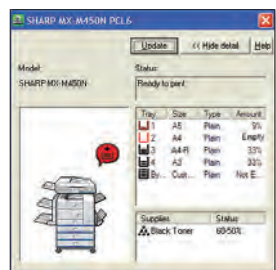 SHARP MX-M450N PCL6
Update << Hide detail Help
Model: Status:
SHARP MX-M450N Ready to print
Tray Size Type Amount
1 A5 Plain 9%
2 A4 Plain Empty
3 A4-R Plain 33%
4 A3 Plain 33%
By... Cust... Plain Not E...
Supplies Status
Black Toner 60-50%